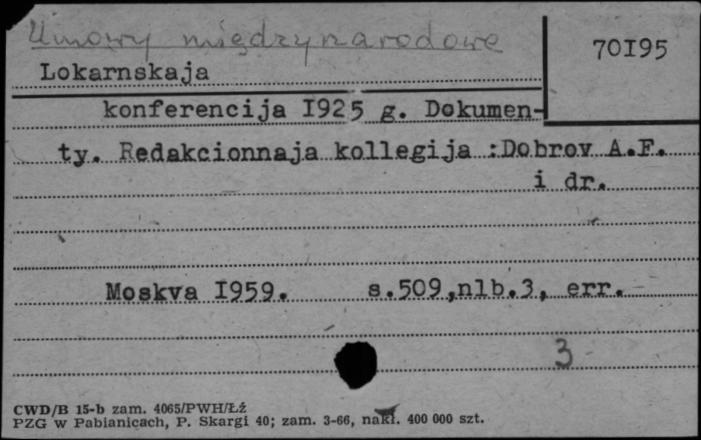 Umowy międzynarodowe
70I95
Lokarnskaja
konferencija I925 g. Dokumen-
ty. Redakcionnaja kollegija :Dobrov A.F.
i dr.
Moskva I959. s.509,nlb.3, err.
3
CWD/B 15-b zam. 4065/PWH/Łż
PZG w Pabianicach, P. Skargi 40; zam. 3-66, nakł. 400 000 szt.